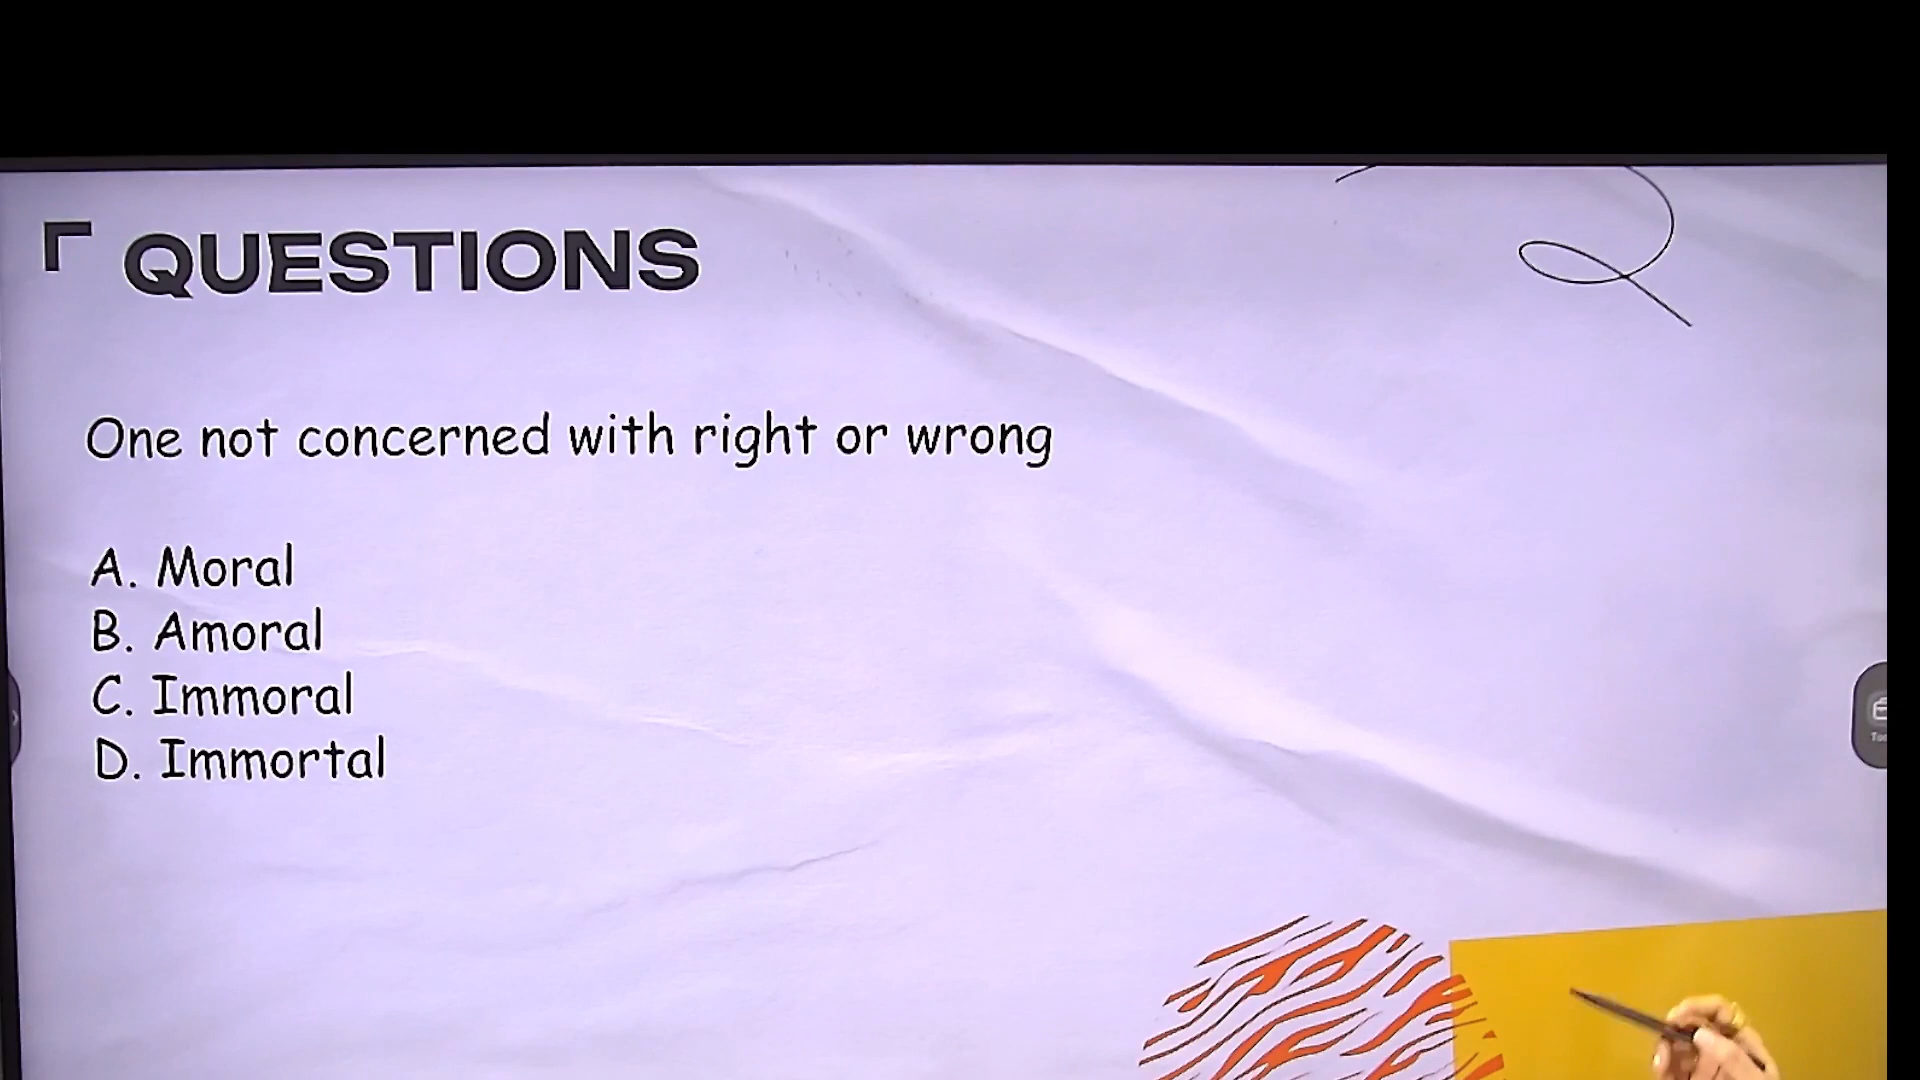 QUESTIONS
One not concerned with right or wrong
A. Moral
B. Amoral
C. Immoral
D. Immortal